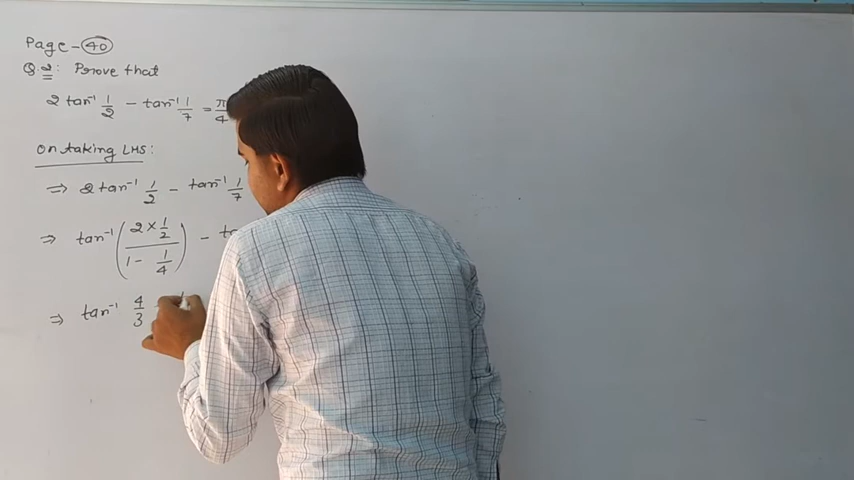 Page - 40
Q.2: Prove that
2 tan⁻¹ 1/2 - tan⁻¹ 1/7 = π/4
On taking LHS:
⇒ 2 tan⁻¹ 1/2 - tan⁻¹ 1/7
⇒ tan⁻¹ ( (2 × 1/2) / (1 - 1/4) ) -
⇒ tan⁻¹ 4/3